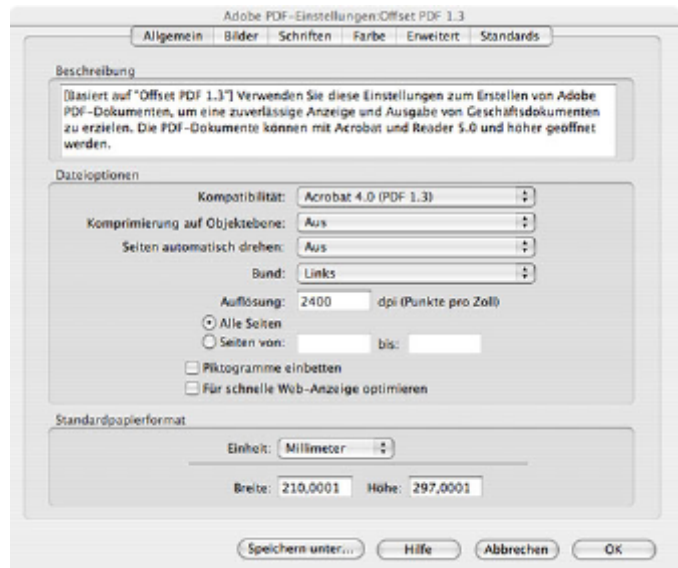 Adobe PDF-Einstellungen:Offset PDF 1.3
Allgemein Bilder Schriften Farbe Erweitert Standards
Beschreibung
[Basiert auf "Offset PDF 1.3"] Verwenden Sie diese Einstellungen zum Erstellen von Adobe
PDF-Dokumenten, um eine zuverlässige Anzeige und Ausgabe von Geschäftsdokumenten
zu erzielen. Die PDF-Dokumente können mit Acrobat und Reader 5.0 und höher geöffnet
werden.
Dateioptionen
Kompatibilität: Acrobat 4.0 (PDF 1.3)
Komprimierung auf Objektebene: Aus
Seiten automatisch drehen: Aus
Bund: Links
Auflösung: 2400 dpi (Punkte pro Zoll)
Alle Seiten
Seiten von: bis:
Piktogramme einbetten
Für schnelle Web-Anzeige optimieren
Standardpapierformat
Einheit: Millimeter
Breite: 210,0001 Höhe: 297,0001
Speichern unter... Hilfe Abbrechen OK